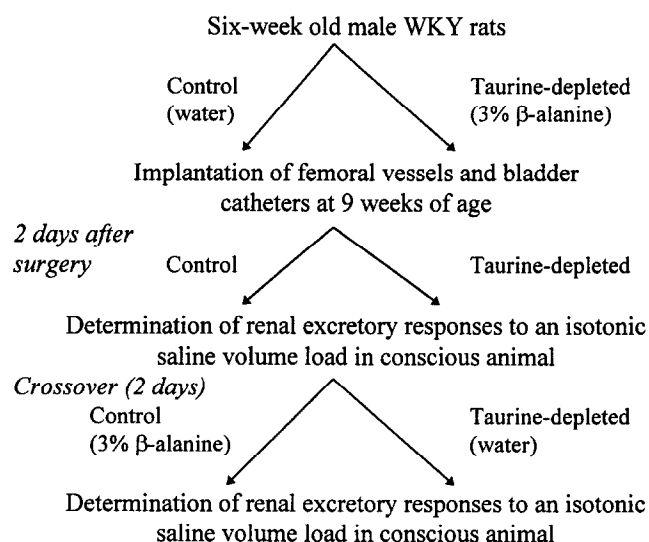 Six-week old male WKY rats
Control
(water)
Taurine-depleted
(3% β-alanine)
Implantation of femoral vessels and bladder
catheters at 9 weeks of age
2 days after
surgery
Control
Taurine-depleted
Determination of renal excretory responses to an isotonic
saline volume load in conscious animal
Crossover (2 days)
Control
(3% β-alanine)
Taurine-depleted
(water)
Determination of renal excretory responses to an isotonic
saline volume load in conscious animal